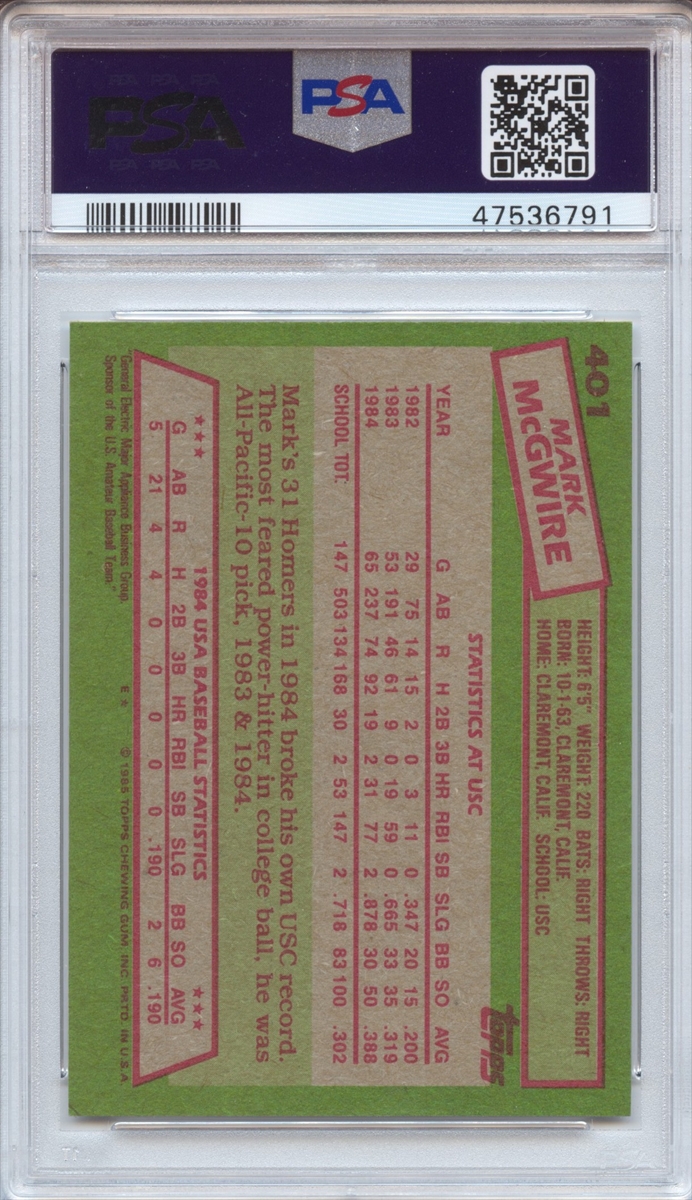 PSA PSA PSA
PSA
PSA PSA PSA
PSA
47536791
401
MARK
McGWIRE
HEIGHT: 6'5" WEIGHT: 220 BATS: RIGHT THROWS: RIGHT
BORN: 10-1-63, CLAREMONT, CALIF.
HOME: CLAREMONT, CALIF. SCHOOL: USC
topps
STATISTICS AT USC
YEAR G AB R H 2B 3B HR RBI SB SLG BB SO AVG
1982 29 75 14 15 2 0 3 11 0 .347 20 15 .200
1983 53 191 46 61 9 0 19 59 0 .665 33 35 .319
1984 65 237 74 92 19 2 31 77 2 .878 30 50 .388
SCHOOL TOT. 147 503 134 168 30 2 53 147 2 .718 83 100 .302
Mark's 31 Homers in 1984 broke his own USC record.
The most feared power-hitter in college ball, he was
All-Pacific-10 pick, 1983 & 1984.
★★★ 1984 USA BASEBALL STATISTICS ★★★
G AB R H 2B 3B HR RBI SB SLG BB SO AVG
5 21 4 4 0 0 0 0 0 .190 2 6 .190
"General Electric Major Appliance Business Group,
Sponsor of the U.S. Amateur Baseball Team."
E★ © 1985 TOPPS CHEWING GUM, INC. PRTD. IN U.S.A.